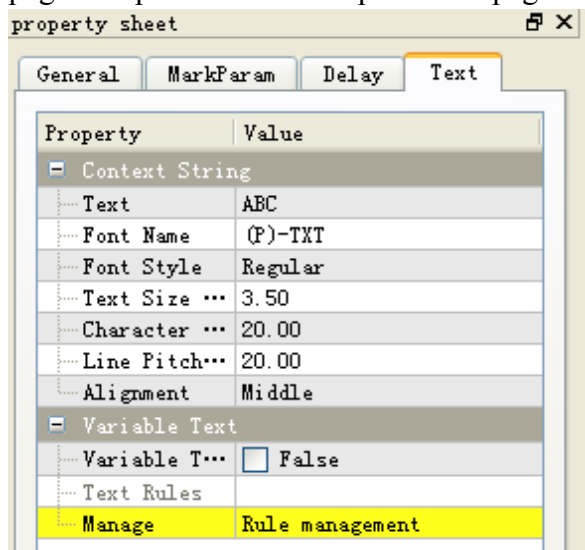 property sheet
General MarkParam Delay Text
Property Value
Context String
Text ABC
Font Name (P)-TXT
Font Style Regular
Text Size ··· 3.50
Character ··· 20.00
Line Pitch··· 20.00
Alignment Middle
Variable Text
Variable T··· False
Text Rules
Manage Rule management